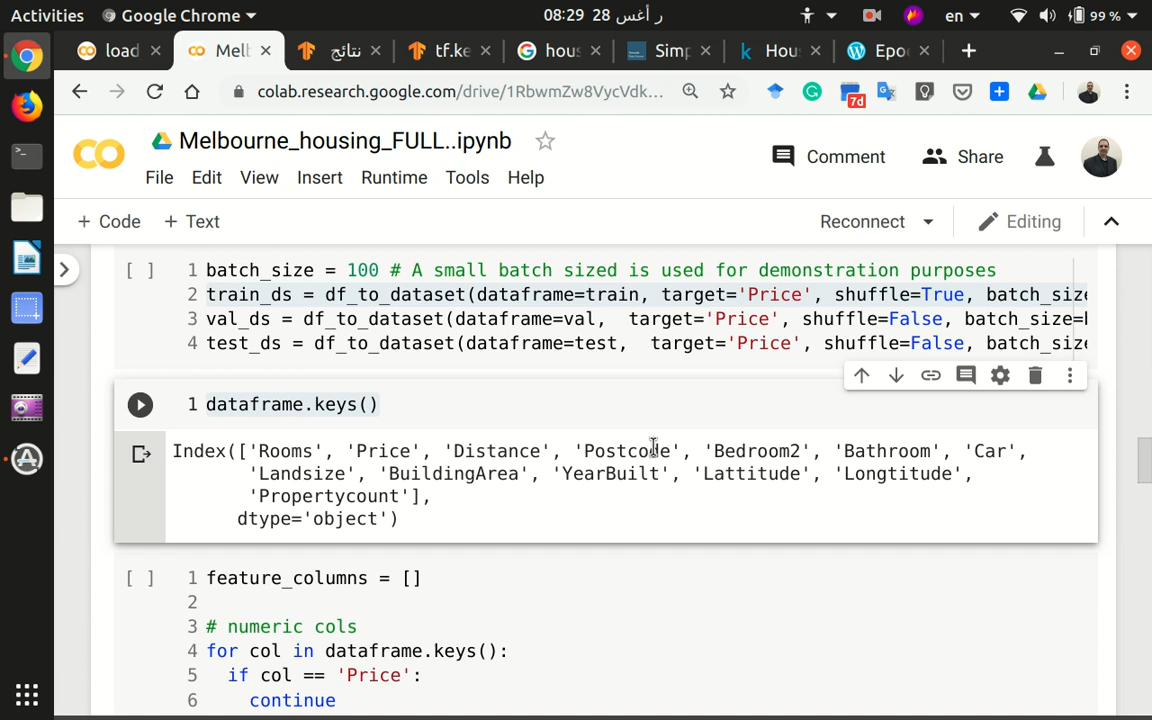 Activities Google Chrome ر أغس 28 08:29 en 99 %
load Melb نتائج tf.ke hous Simp Hou Epoc
colab.research.google.com/drive/1RbwmZw8VycVdk... 7d
Melbourne_housing_FULL..ipynb Comment Share
File Edit View Insert Runtime Tools Help
+ Code + Text Reconnect Editing
[ ] 1 batch_size = 100 # A small batch sized is used for demonstration purposes
2 train_ds = df_to_dataset(dataframe=train, target='Price', shuffle=True, batch_size
3 val_ds = df_to_dataset(dataframe=val, target='Price', shuffle=False, batch_size=b
4 test_ds = df_to_dataset(dataframe=test, target='Price', shuffle=False, batch_size
1 dataframe.keys()
Index(['Rooms', 'Price', 'Distance', 'Postcode', 'Bedroom2', 'Bathroom', 'Car',
'Landsize', 'BuildingArea', 'YearBuilt', 'Lattitude', 'Longtitude',
'Propertycount'],
dtype='object')
[ ] 1 feature_columns = []
2
3 # numeric cols
4 for col in dataframe.keys():
5 if col == 'Price':
6 continue